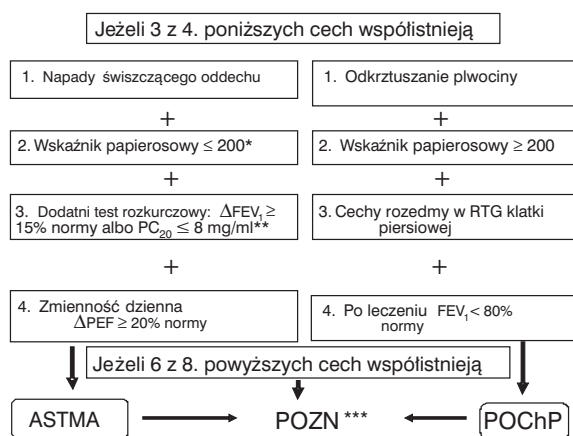 Jeżeli 3 z 4. poniższych cech współistnieją
1. Napady świszczącego oddechu
1. Odkrztuszanie plwociny
+
+
2. Wskaźnik papierosowy ≤ 200*
2. Wskaźnik papierosowy ≥ 200
+
+
3. Dodatni test rozkurczowy: ΔFEV₁ ≥
15% normy albo PC₂₀ ≤ 8 mg/ml**
3. Cechy rozedmy w RTG klatki
piersiowej
+
+
4. Zmienność dzienna
ΔPEF ≥ 20% normy
4. Po leczeniu FEV₁ < 80%
normy
Jeżeli 6 z 8. powyższych cech współistnieją
ASTMA
POZN ***
POChP